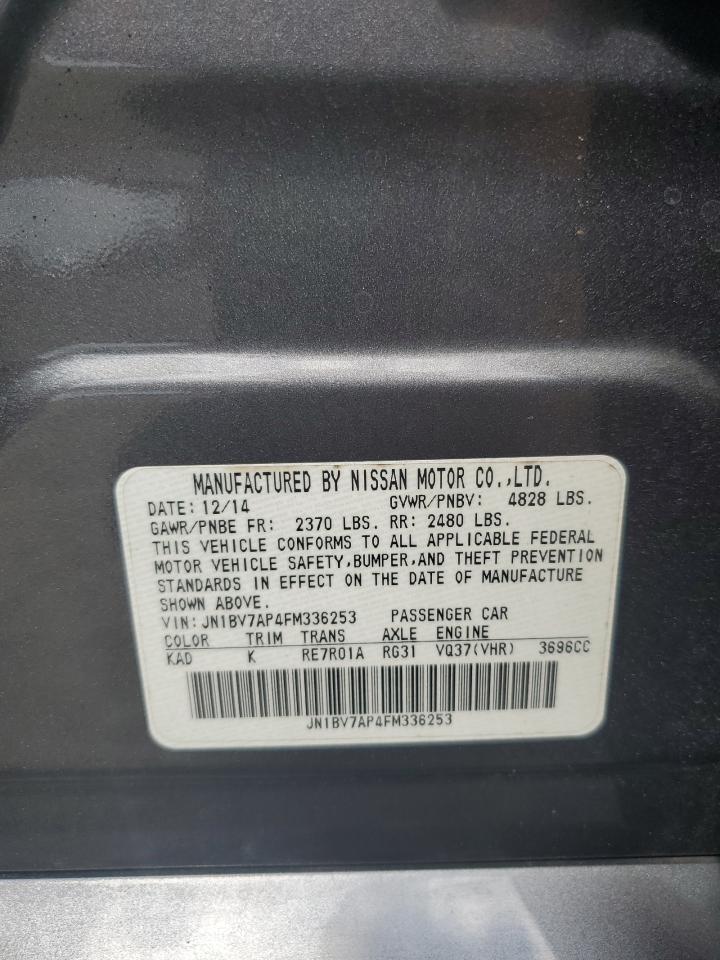 MANUFACTURED BY NISSAN MOTOR CO.,LTD.
DATE: 12/14 GVWR/PNBV: 4828 LBS.
GAWR/PNBE FR: 2370 LBS. RR: 2480 LBS.
THIS VEHICLE CONFORMS TO ALL APPLICABLE FEDERAL
MOTOR VEHICLE SAFETY,BUMPER,AND THEFT PREVENTION
STANDARDS IN EFFECT ON THE DATE OF MANUFACTURE
SHOWN ABOVE.
VIN: JN1BV7AP4FM336253 PASSENGER CAR
COLOR TRIM TRANS AXLE ENGINE
KAD K RE7R01A RG31 VQ37(VHR) 3696CC
JN1BV7AP4FM336253